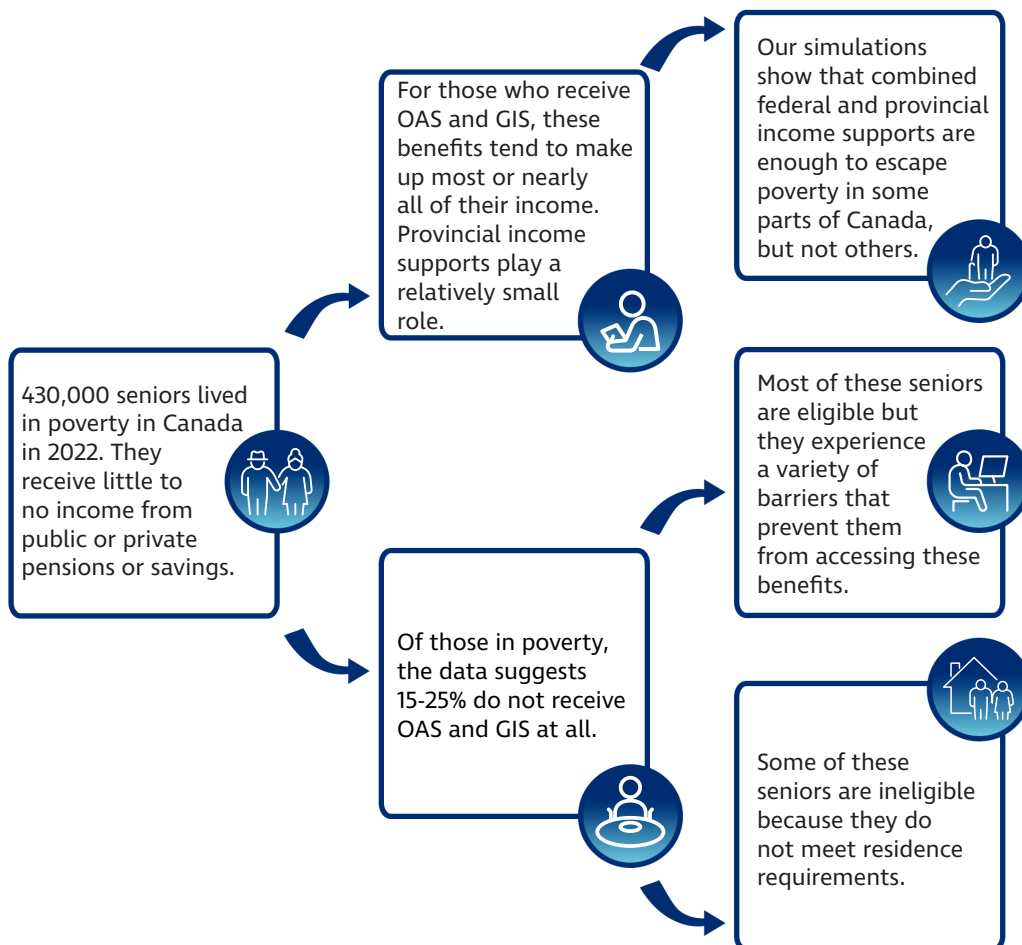 430,000 seniors lived
in poverty in Canada
in 2022. They
receive little to
no income from
public or private
pensions or savings.
For those who receive
OAS and GIS, these
benefits tend to make
up most or nearly
all of their income.
Provincial income
supports play a
relatively small
role.
Our simulations
show that combined
federal and provincial
income supports are
enough to escape
poverty in some
parts of Canada,
but not others.
Of those in poverty,
the data suggests
15-25% do not receive
OAS and GIS at all.
Most of these seniors
are eligible but
they experience
a variety of
barriers that
prevent them
from accessing these
benefits.
Some of these
seniors are ineligible
because they do
not meet residence
requirements.